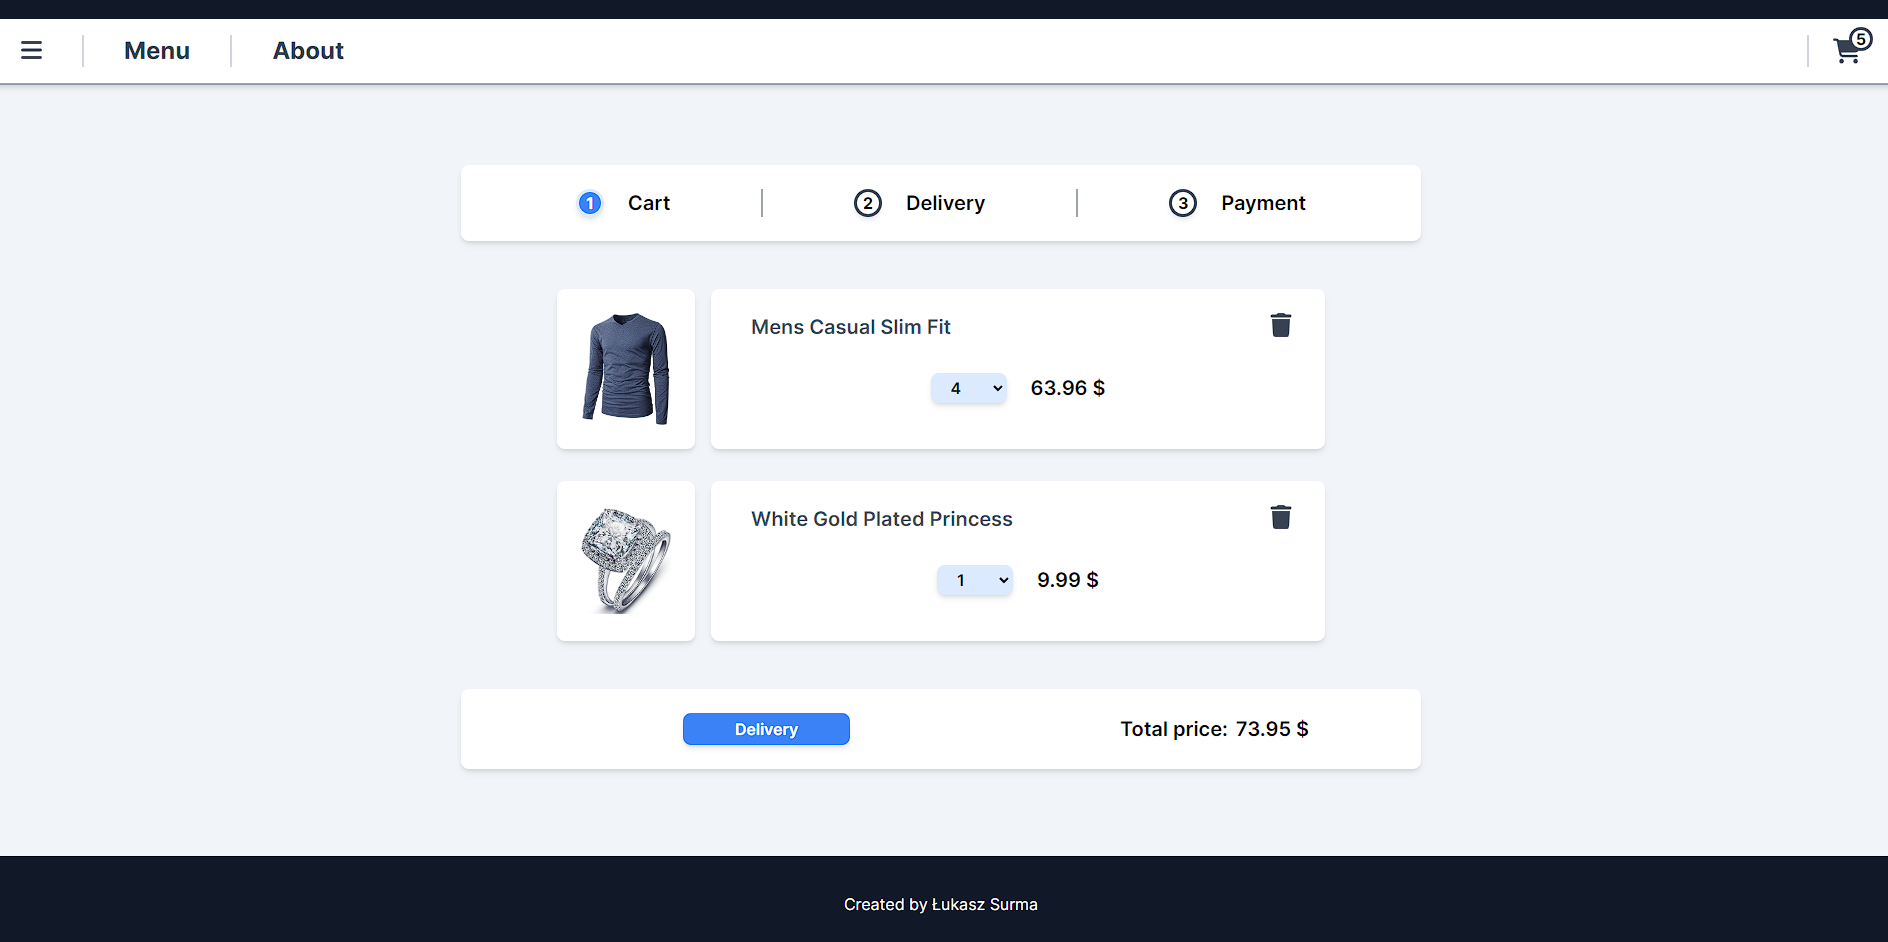 Menu
About
5
1 Cart
2 Delivery
3 Payment
Mens Casual Slim Fit
4
63.96 $
White Gold Plated Princess
1
9.99 $
Delivery
Total price: 73.95 $
Created by Łukasz Surma